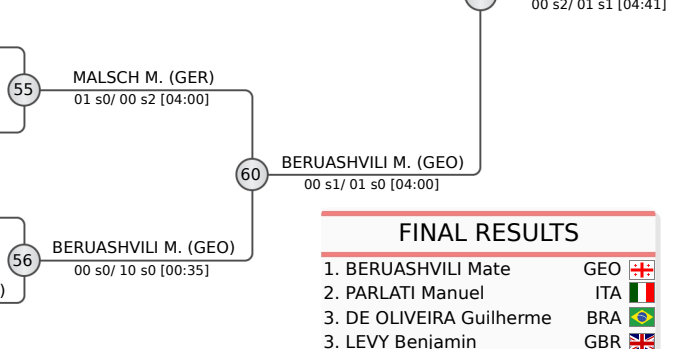 00 s2/ 01 s1 [04:41]
MALSCH M. (GER)
55
01 s0/ 00 s2 [04:00]
BERUASHVILI M. (GEO)
60
00 s1/ 01 s0 [04:00]
BERUASHVILI M. (GEO)
56
00 s0/ 10 s0 [00:35]
)
FINAL RESULTS
1. BERUASHVILI Mate GEO
2. PARLATI Manuel ITA
3. DE OLIVEIRA Guilherme BRA
3. LEVY Benjamin GBR